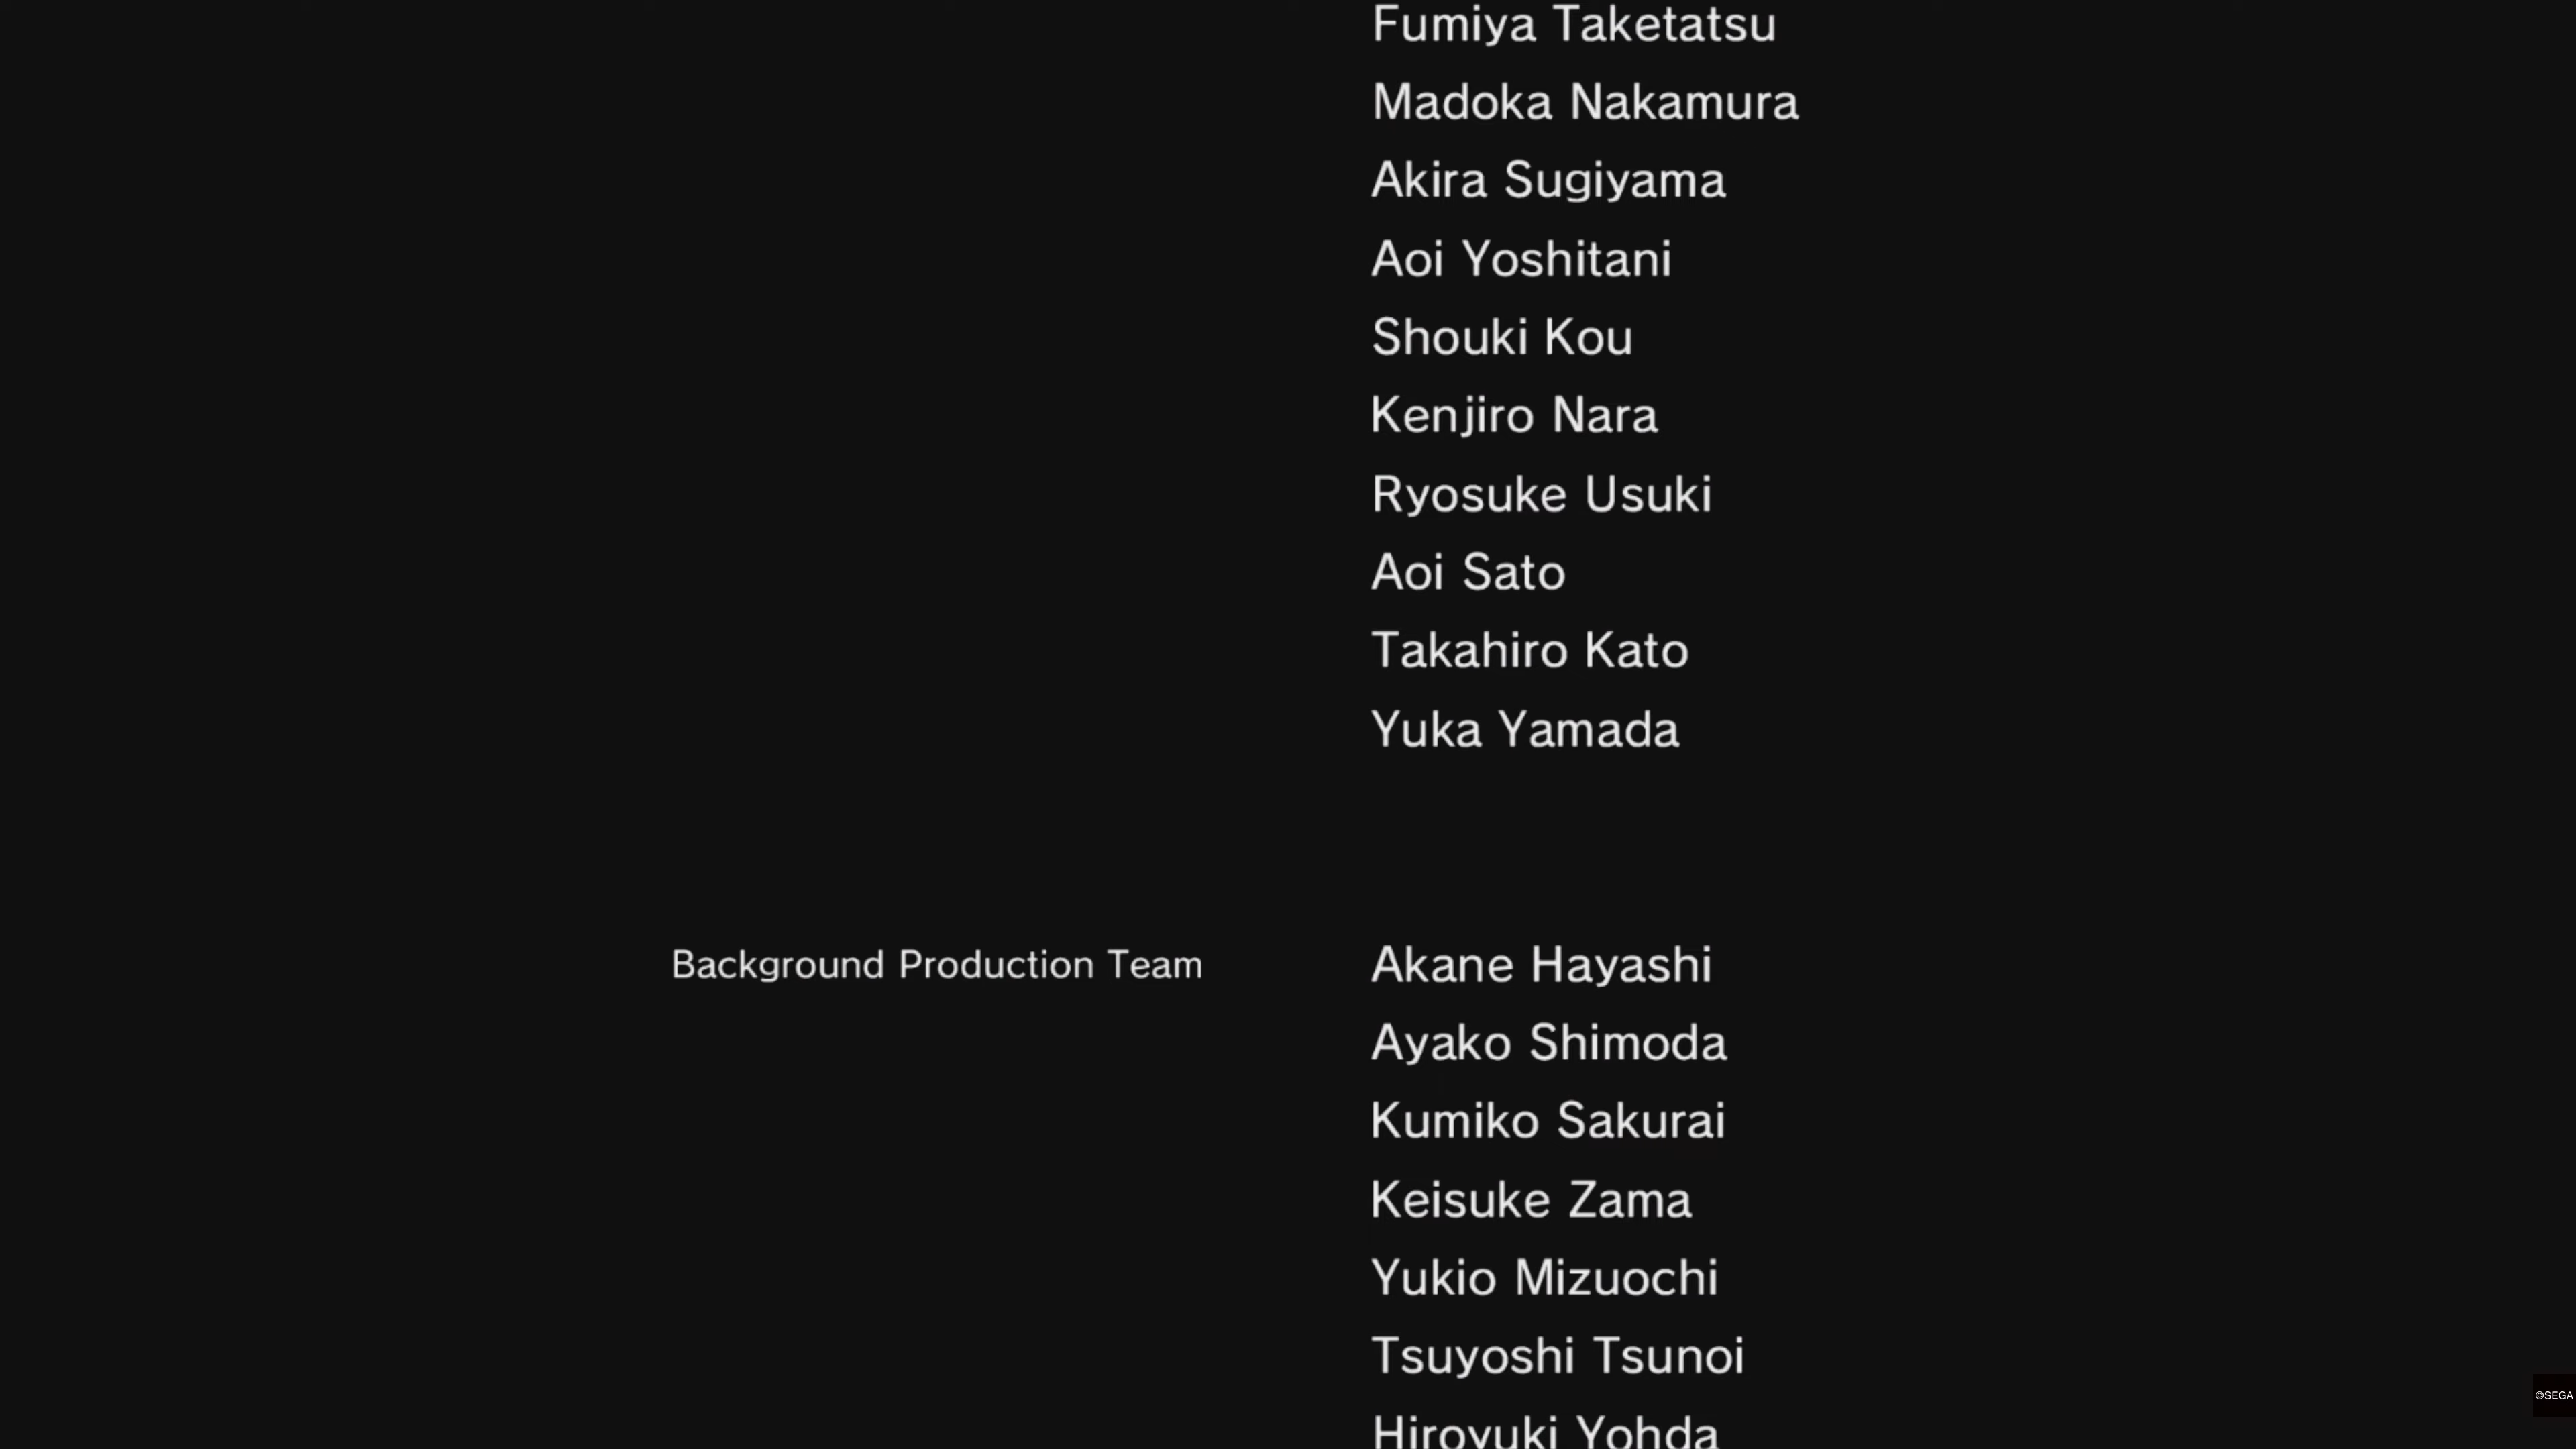 Fumiya Taketatsu
Madoka Nakamura
Akira Sugiyama
Aoi Yoshitani
Shouki Kou
Kenjiro Nara
Ryosuke Usuki
Aoi Sato
Takahiro Kato
Yuka Yamada
Background Production Team Akane Hayashi
Ayako Shimoda
Kumiko Sakurai
Keisuke Zama
Yukio Mizuochi
Tsuyoshi Tsunoi
Hiroyuki Yohda
©SEGA